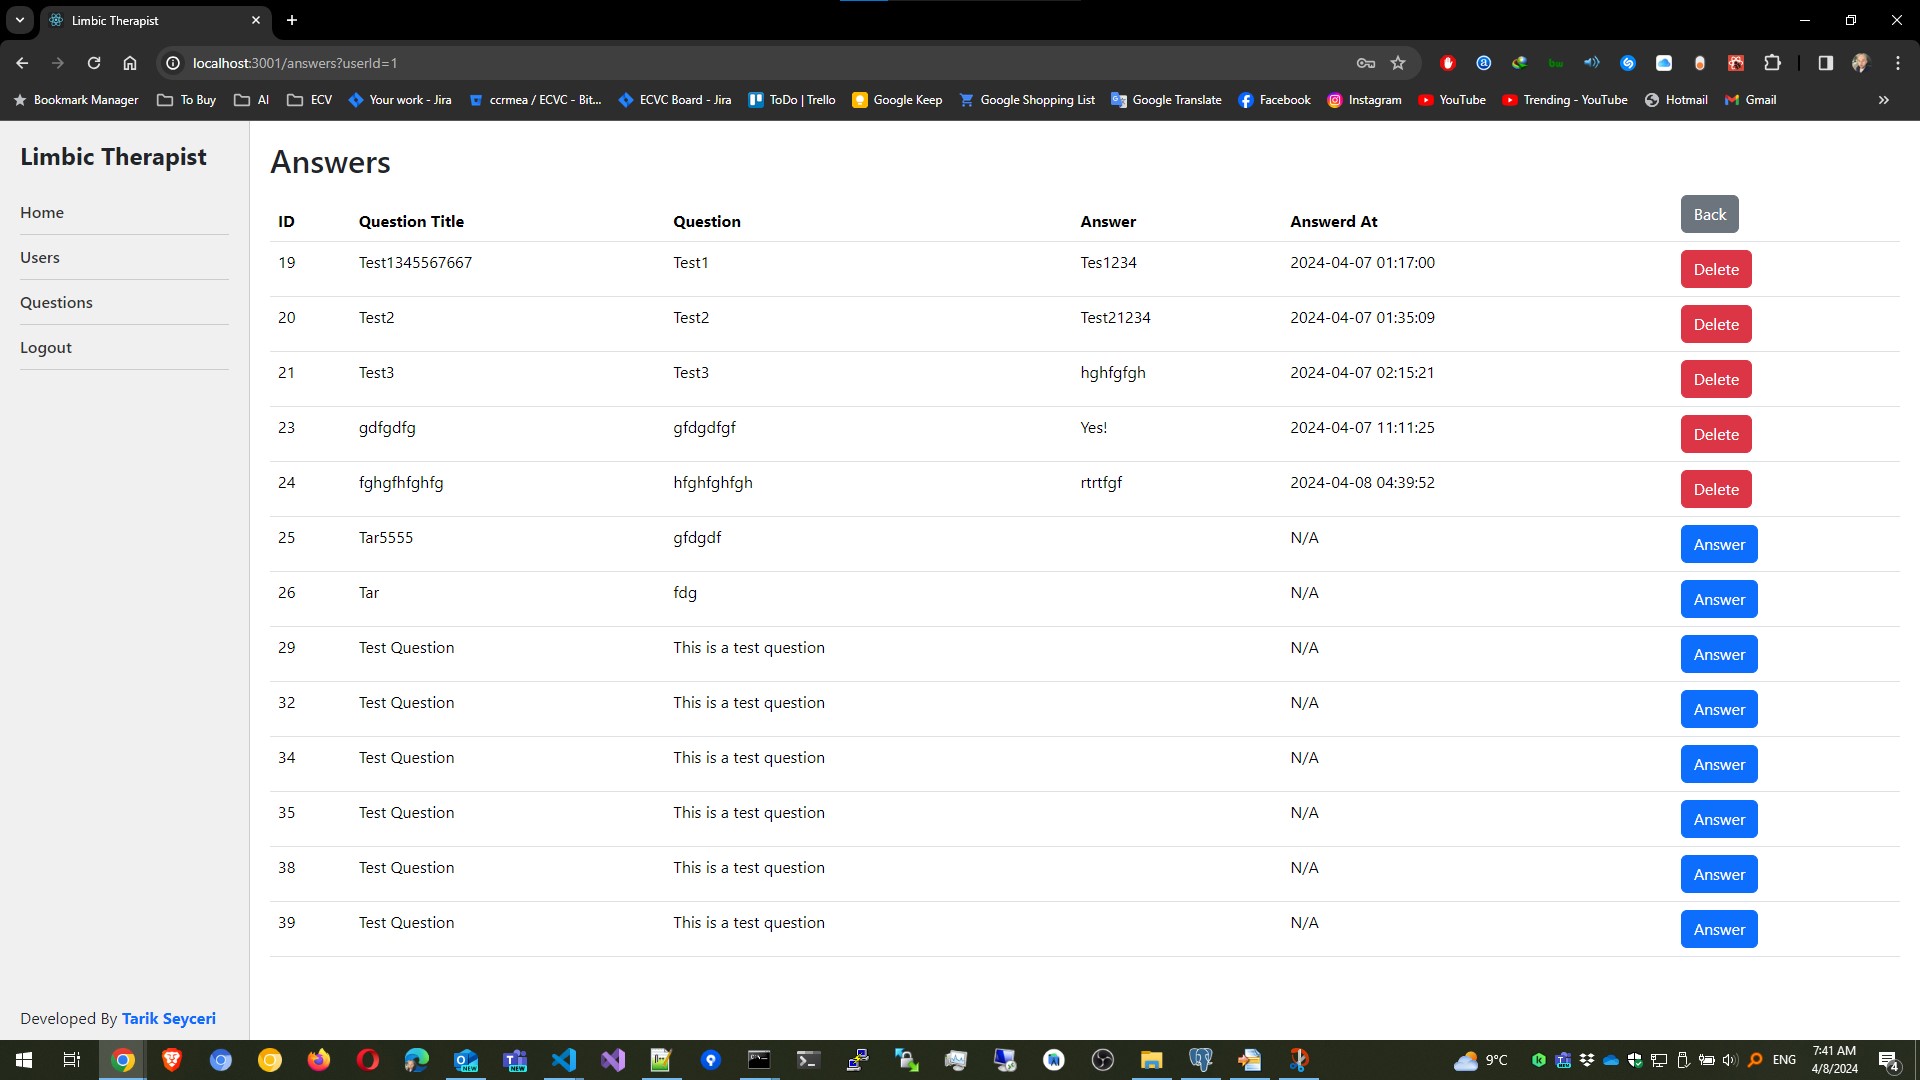 Limbic Therapist
localhost:3001/answers?userId=1
Bookmark Manager To Buy AI ECV Your work - Jira ccrmea / ECVC - Bit... ECVC Board - Jira ToDo | Trello Google Keep Google Shopping List Google Translate Facebook Instagram YouTube Trending - YouTube Hotmail Gmail
Limbic Therapist
Home
Users
Questions
Logout
Answers
ID Question Title Question Answer Answerd At Back
19 Test1345567667 Test1 Tes1234 2024-04-07 01:17:00 Delete
20 Test2 Test2 Test21234 2024-04-07 01:35:09 Delete
21 Test3 Test3 hghfgfgh 2024-04-07 02:15:21 Delete
23 gdfgdfg gfdgdfgf Yes! 2024-04-07 11:11:25 Delete
24 fghgfhfghfg hfghfghfgh rtrtfgf 2024-04-08 04:39:52 Delete
25 Tar5555 gfdgdf N/A Answer
26 Tar fdg N/A Answer
29 Test Question This is a test question N/A Answer
32 Test Question This is a test question N/A Answer
34 Test Question This is a test question N/A Answer
35 Test Question This is a test question N/A Answer
38 Test Question This is a test question N/A Answer
39 Test Question This is a test question N/A Answer
Developed By Tarik Seyceri
9°C ENG 7:41 AM
4/8/2024 4